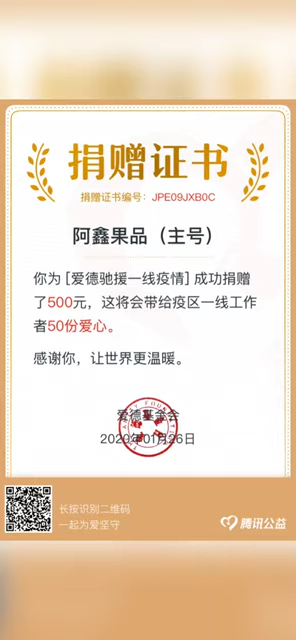 捐赠证书
捐赠证书编号：JPE09JXB0C
阿鑫果品（主号）
你为 [爱德驰援一线疫情] 成功捐赠
了500元，这将会带给疫区一线工作
者50份爱心。
感谢你，让世界更温暖。
爱德基金会
2020年01月26日
长按识别二维码
一起为爱坚守
腾讯公益